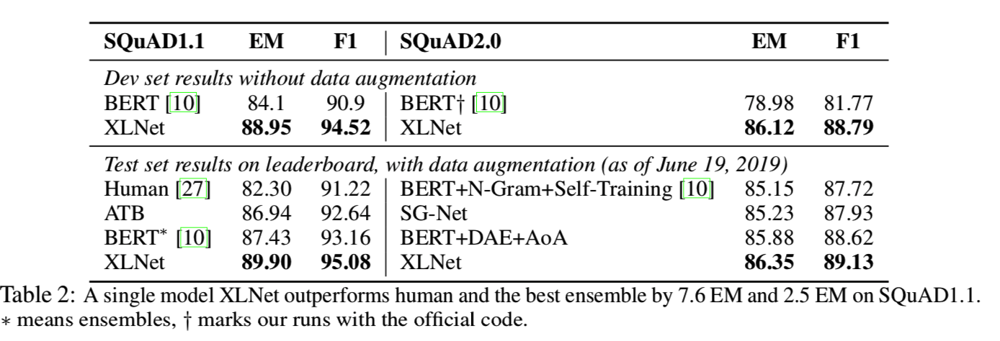 SQuAD1.1 EM F1 SQuAD2.0 EM F1
Dev set results without data augmentation
BERT [10] 84.1 90.9 BERT† [10] 78.98 81.77
XLNet 88.95 94.52 XLNet 86.12 88.79
Test set results on leaderboard, with data augmentation (as of June 19, 2019)
Human [27] 82.30 91.22 BERT+N-Gram+Self-Training [10] 85.15 87.72
ATB 86.94 92.64 SG-Net 85.23 87.93
BERT* [10] 87.43 93.16 BERT+DAE+AoA 85.88 88.62
XLNet 89.90 95.08 XLNet 86.35 89.13
Table 2: A single model XLNet outperforms human and the best ensemble by 7.6 EM and 2.5 EM on SQuAD1.1.
* means ensembles, † marks our runs with the official code.